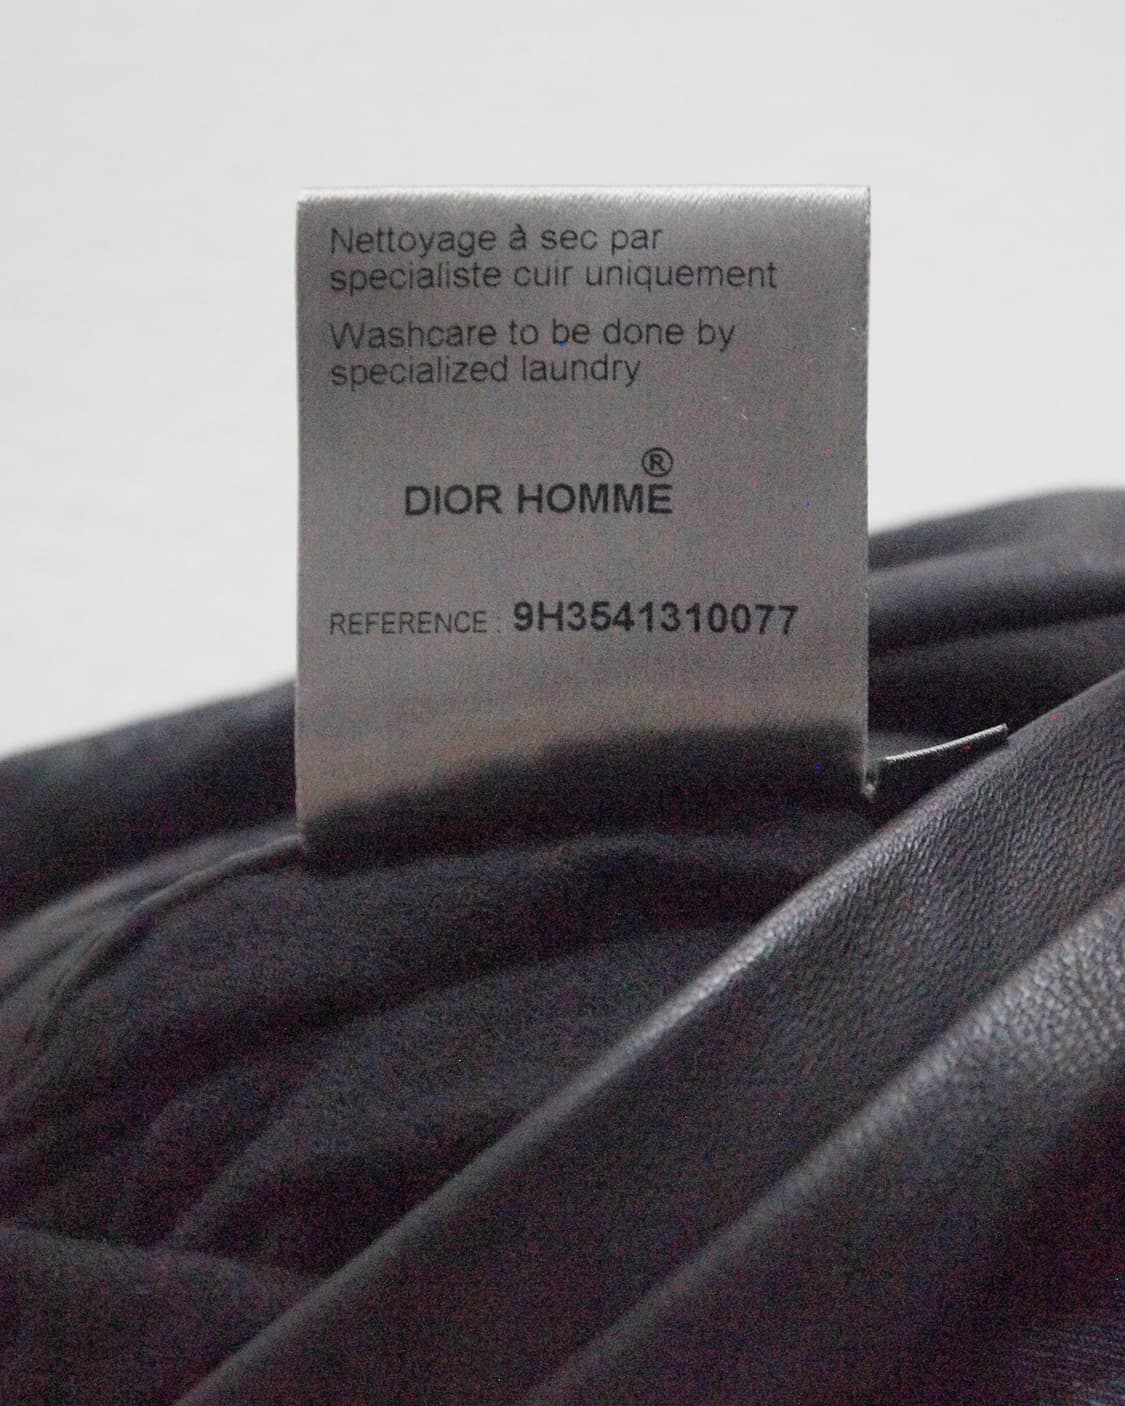 Nettoyage à sec par
specialiste cuir uniquement
Washcare to be done by
specialized laundry
DIOR HOMME®
REFERENCE : 9H3541310077